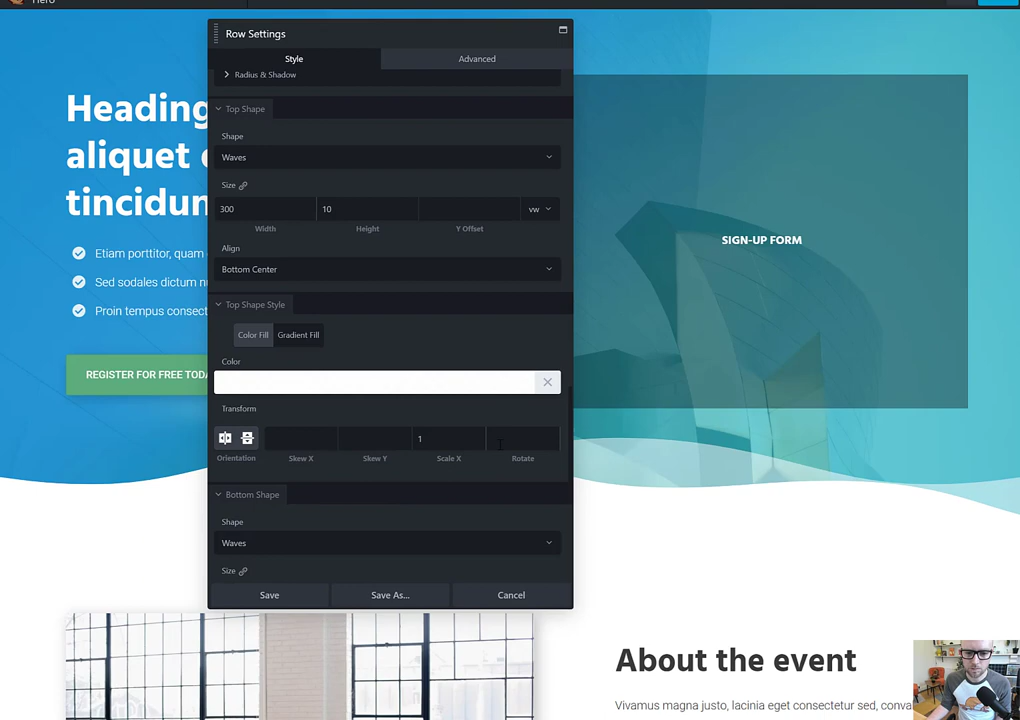 Hero
Row Settings
Style
Advanced
Radius & Shadow
Top Shape
Shape
Waves
Size
300
10
vw
Width
Height
Y Offset
Align
Bottom Center
Top Shape Style
Color Fill
Gradient Fill
Color
Transform
1
Orientation
Skew X
Skew Y
Scale X
Rotate
Bottom Shape
Shape
Waves
Size
Save
Save As...
Cancel
Heading
aliquet
tincidun
Etiam porttitor, quam
Sed sodales dictum
Proin tempus consect
REGISTER FOR FREE TODA
SIGN-UP FORM
About the event
Vivamus magna justo, lacinia eget consectetur sed, conva